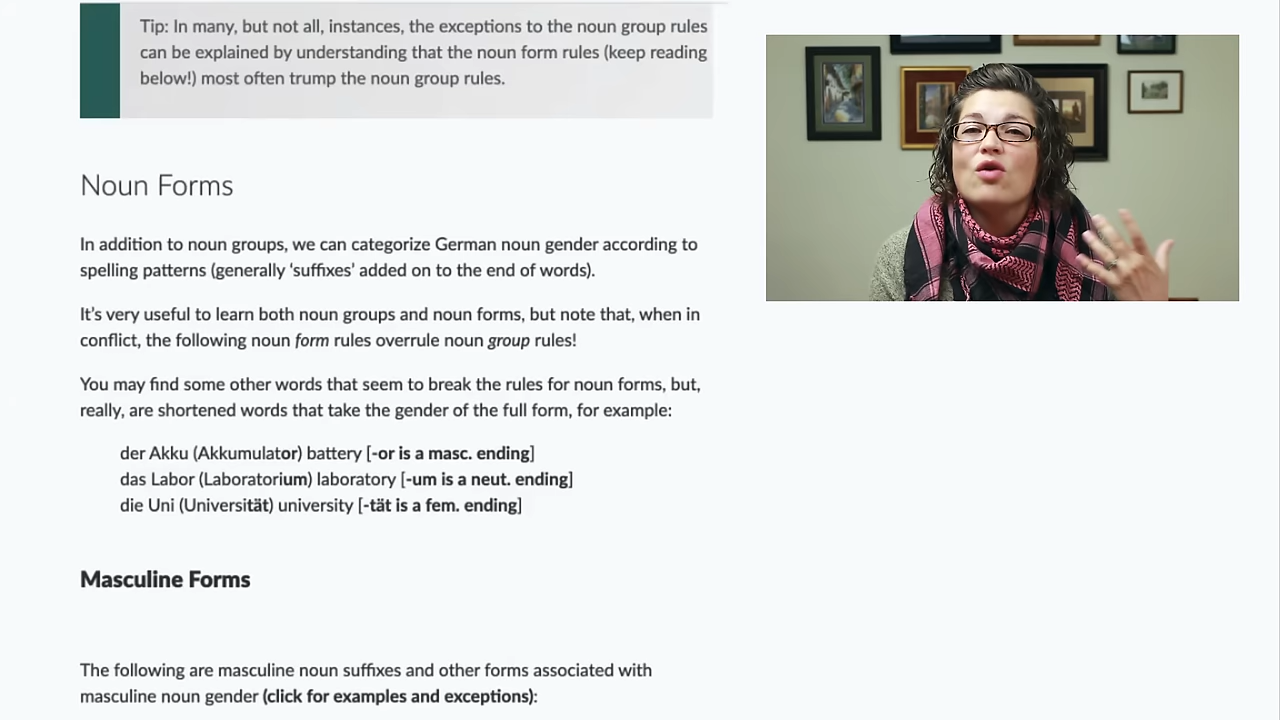 Tip: In many, but not all, instances, the exceptions to the noun group rules
can be explained by understanding that the noun form rules (keep reading
below!) most often trump the noun group rules.
Noun Forms
In addition to noun groups, we can categorize German noun gender according to
spelling patterns (generally ‘suffixes’ added on to the end of words).
It’s very useful to learn both noun groups and noun forms, but note that, when in
conflict, the following noun form rules overrule noun group rules!
You may find some other words that seem to break the rules for noun forms, but,
really, are shortened words that take the gender of the full form, for example:
der Akku (Akkumulator) battery [-or is a masc. ending]
das Labor (Laboratorium) laboratory [-um is a neut. ending]
die Uni (Universität) university [-tät is a fem. ending]
Masculine Forms
The following are masculine noun suffixes and other forms associated with
masculine noun gender (click for examples and exceptions):